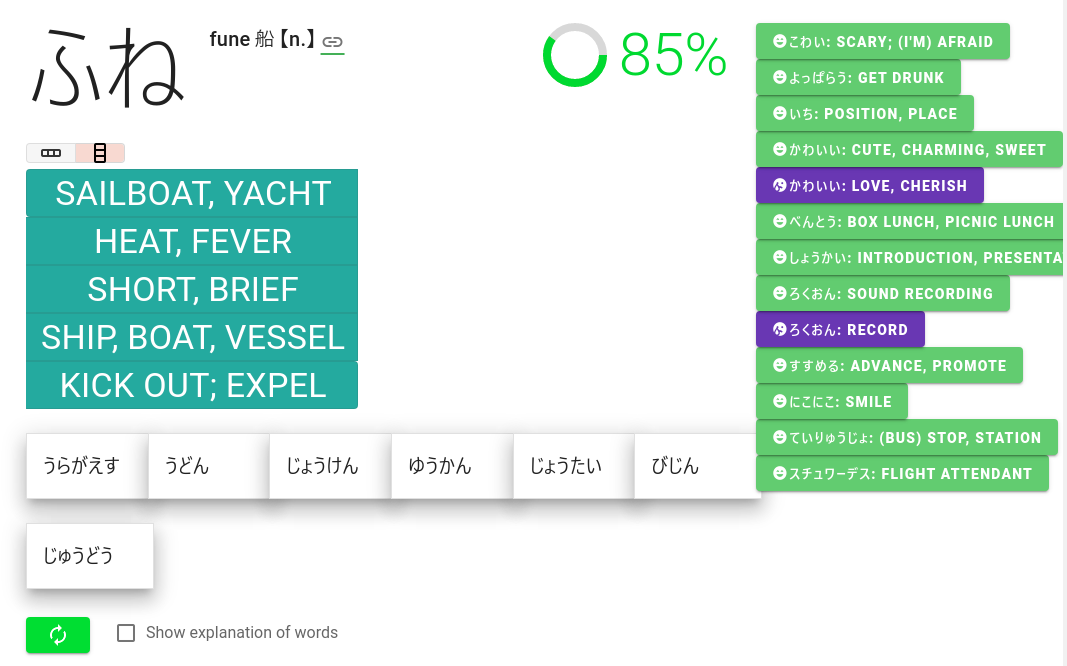 ふね
fune 船 【n.】
85%
SAILBOAT, YACHT
HEAT, FEVER
SHORT, BRIEF
SHIP, BOAT, VESSEL
KICK OUT; EXPEL
うらがえす うどん じょうけん ゆうかん じょうたい びじん
じゅうどう
Show explanation of words
こわい: SCARY; (I'M) AFRAID
よっぱらう: GET DRUNK
いち: POSITION, PLACE
かわいい: CUTE, CHARMING, SWEET
かわいい: LOVE, CHERISH
べんとう: BOX LUNCH, PICNIC LUNCH
しょうかい: INTRODUCTION, PRESENTA
ろくおん: SOUND RECORDING
ろくおん: RECORD
すすめる: ADVANCE, PROMOTE
にこにこ: SMILE
ていりゅうじょ: (BUS) STOP, STATION
スチュワーデス: FLIGHT ATTENDANT